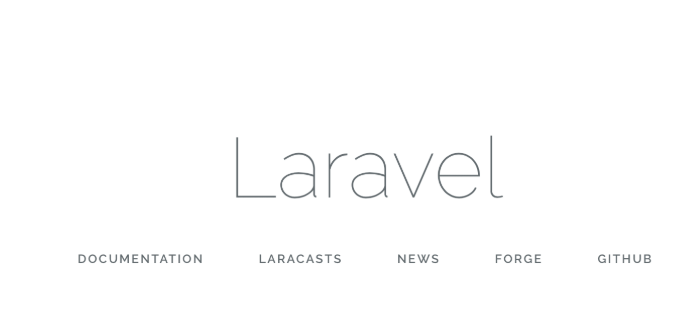 Laravel
DOCUMENTATION LARACASTS NEWS FORGE GITHUB